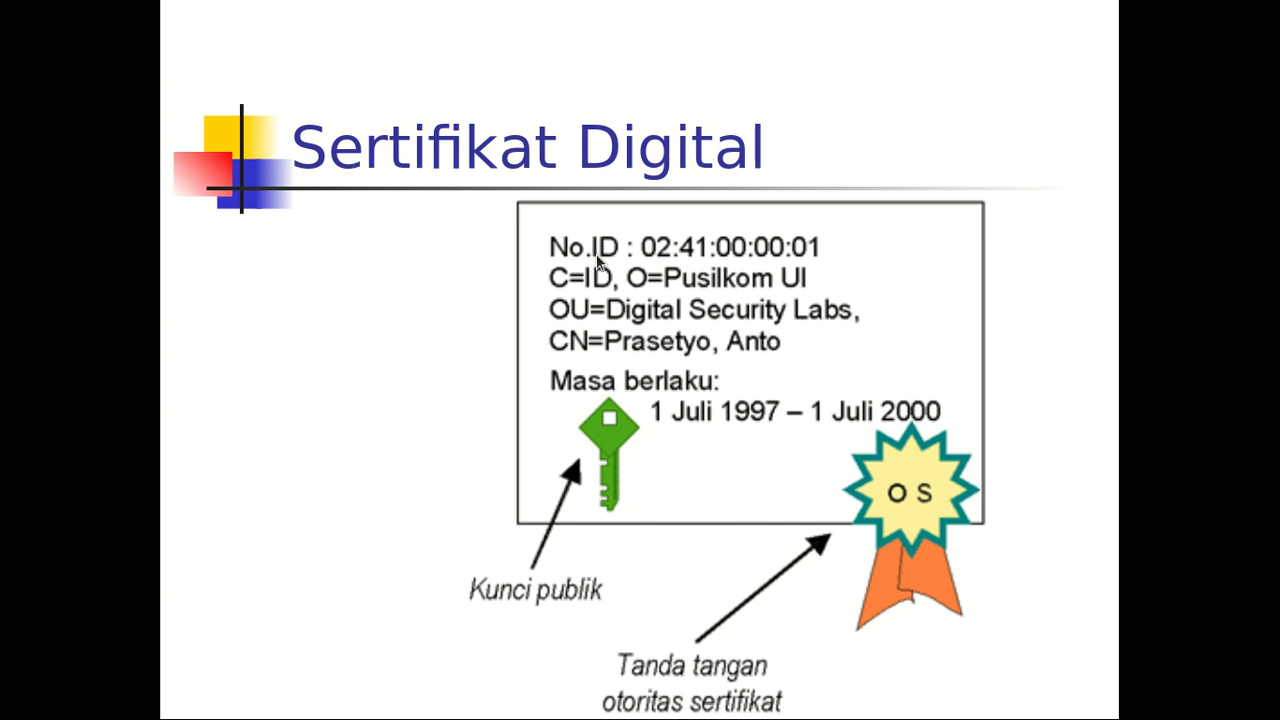 Sertifikat Digital
No.ID : 02:41:00:00:01
C=ID, O=Pusilkom UI
OU=Digital Security Labs,
CN=Prasetyo, Anto
Masa berlaku:
1 Juli 1997 – 1 Juli 2000
O S
Kunci publik
Tanda tangan
otoritas sertifikat